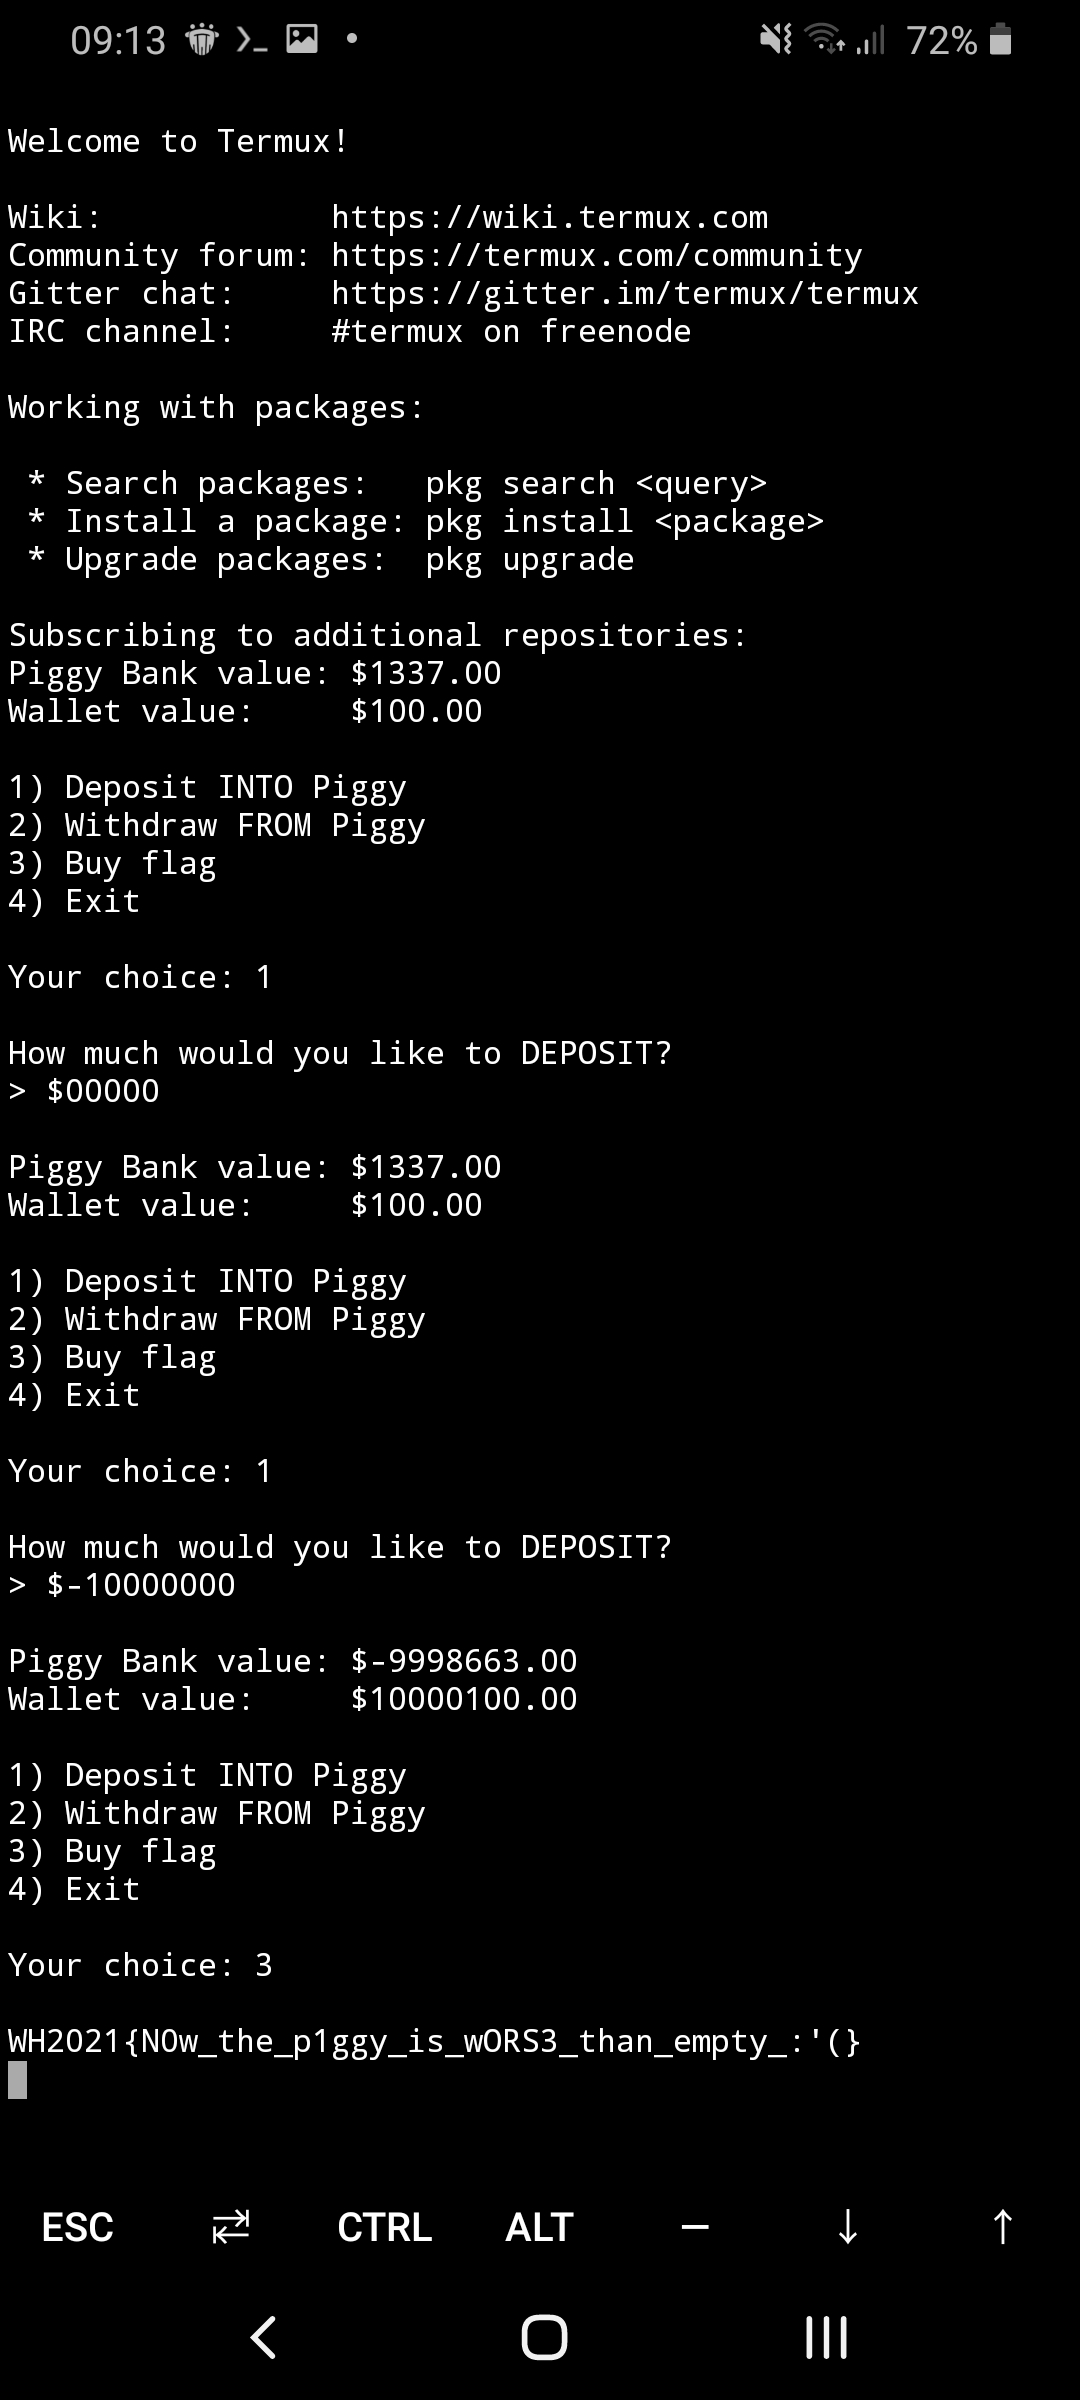 09:13
72%
Welcome to Termux!
Wiki: https://wiki.termux.com
Community forum: https://termux.com/community
Gitter chat: https://gitter.im/termux/termux
IRC channel: #termux on freenode
Working with packages:
* Search packages: pkg search <query>
* Install a package: pkg install <package>
* Upgrade packages: pkg upgrade
Subscribing to additional repositories:
Piggy Bank value: $1337.00
Wallet value: $100.00
1) Deposit INTO Piggy
2) Withdraw FROM Piggy
3) Buy flag
4) Exit
Your choice: 1
How much would you like to DEPOSIT?
> $00000
Piggy Bank value: $1337.00
Wallet value: $100.00
1) Deposit INTO Piggy
2) Withdraw FROM Piggy
3) Buy flag
4) Exit
Your choice: 1
How much would you like to DEPOSIT?
> $-10000000
Piggy Bank value: $-9998663.00
Wallet value: $10000100.00
1) Deposit INTO Piggy
2) Withdraw FROM Piggy
3) Buy flag
4) Exit
Your choice: 3
WH2021{N0w_the_p1ggy_is_wORS3_than_empty_:'(}
ESC ⇄ CTRL ALT – ↓ ↑